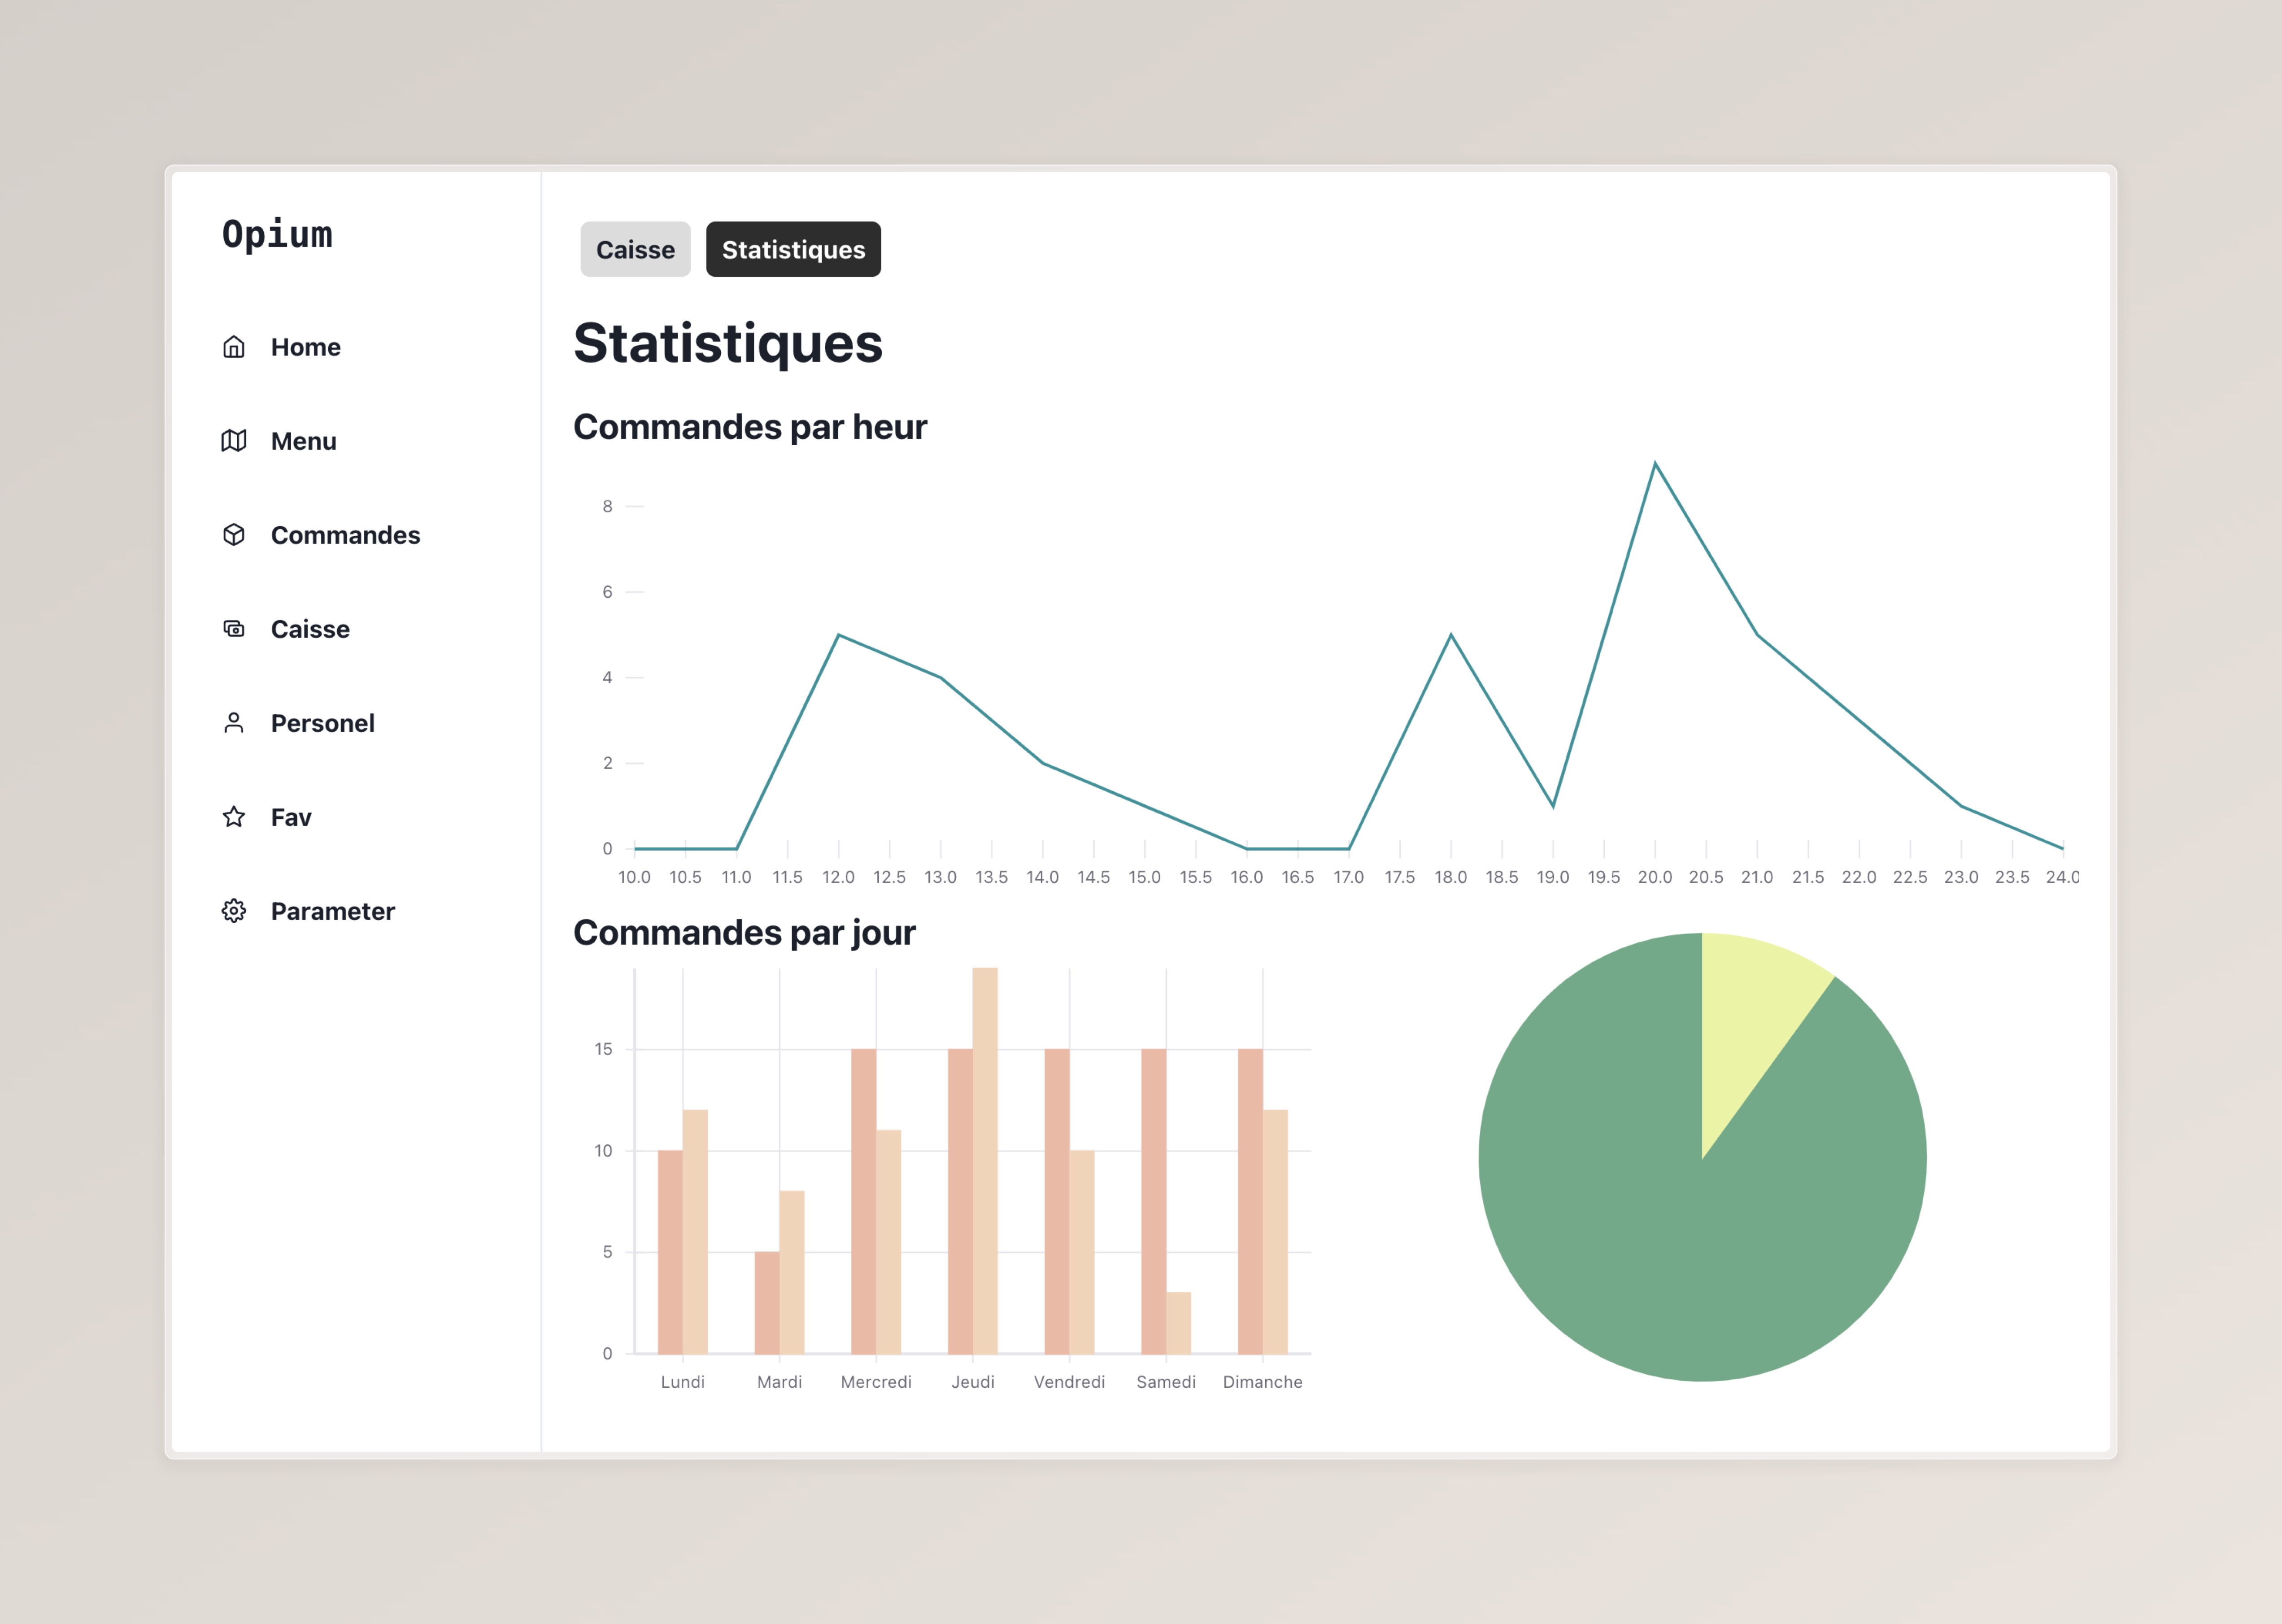 Opium
Home
Menu
Commandes
Caisse
Personel
Fav
Parameter
Caisse Statistiques
Statistiques
Commandes par heur
8
6
4
2
0
10.0 10.5 11.0 11.5 12.0 12.5 13.0 13.5 14.0 14.5 15.0 15.5 16.0 16.5 17.0 17.5 18.0 18.5 19.0 19.5 20.0 20.5 21.0 21.5 22.0 22.5 23.0 23.5 24.0
Commandes par jour
15
10
5
0
Lundi Mardi Mercredi Jeudi Vendredi Samedi Dimanche